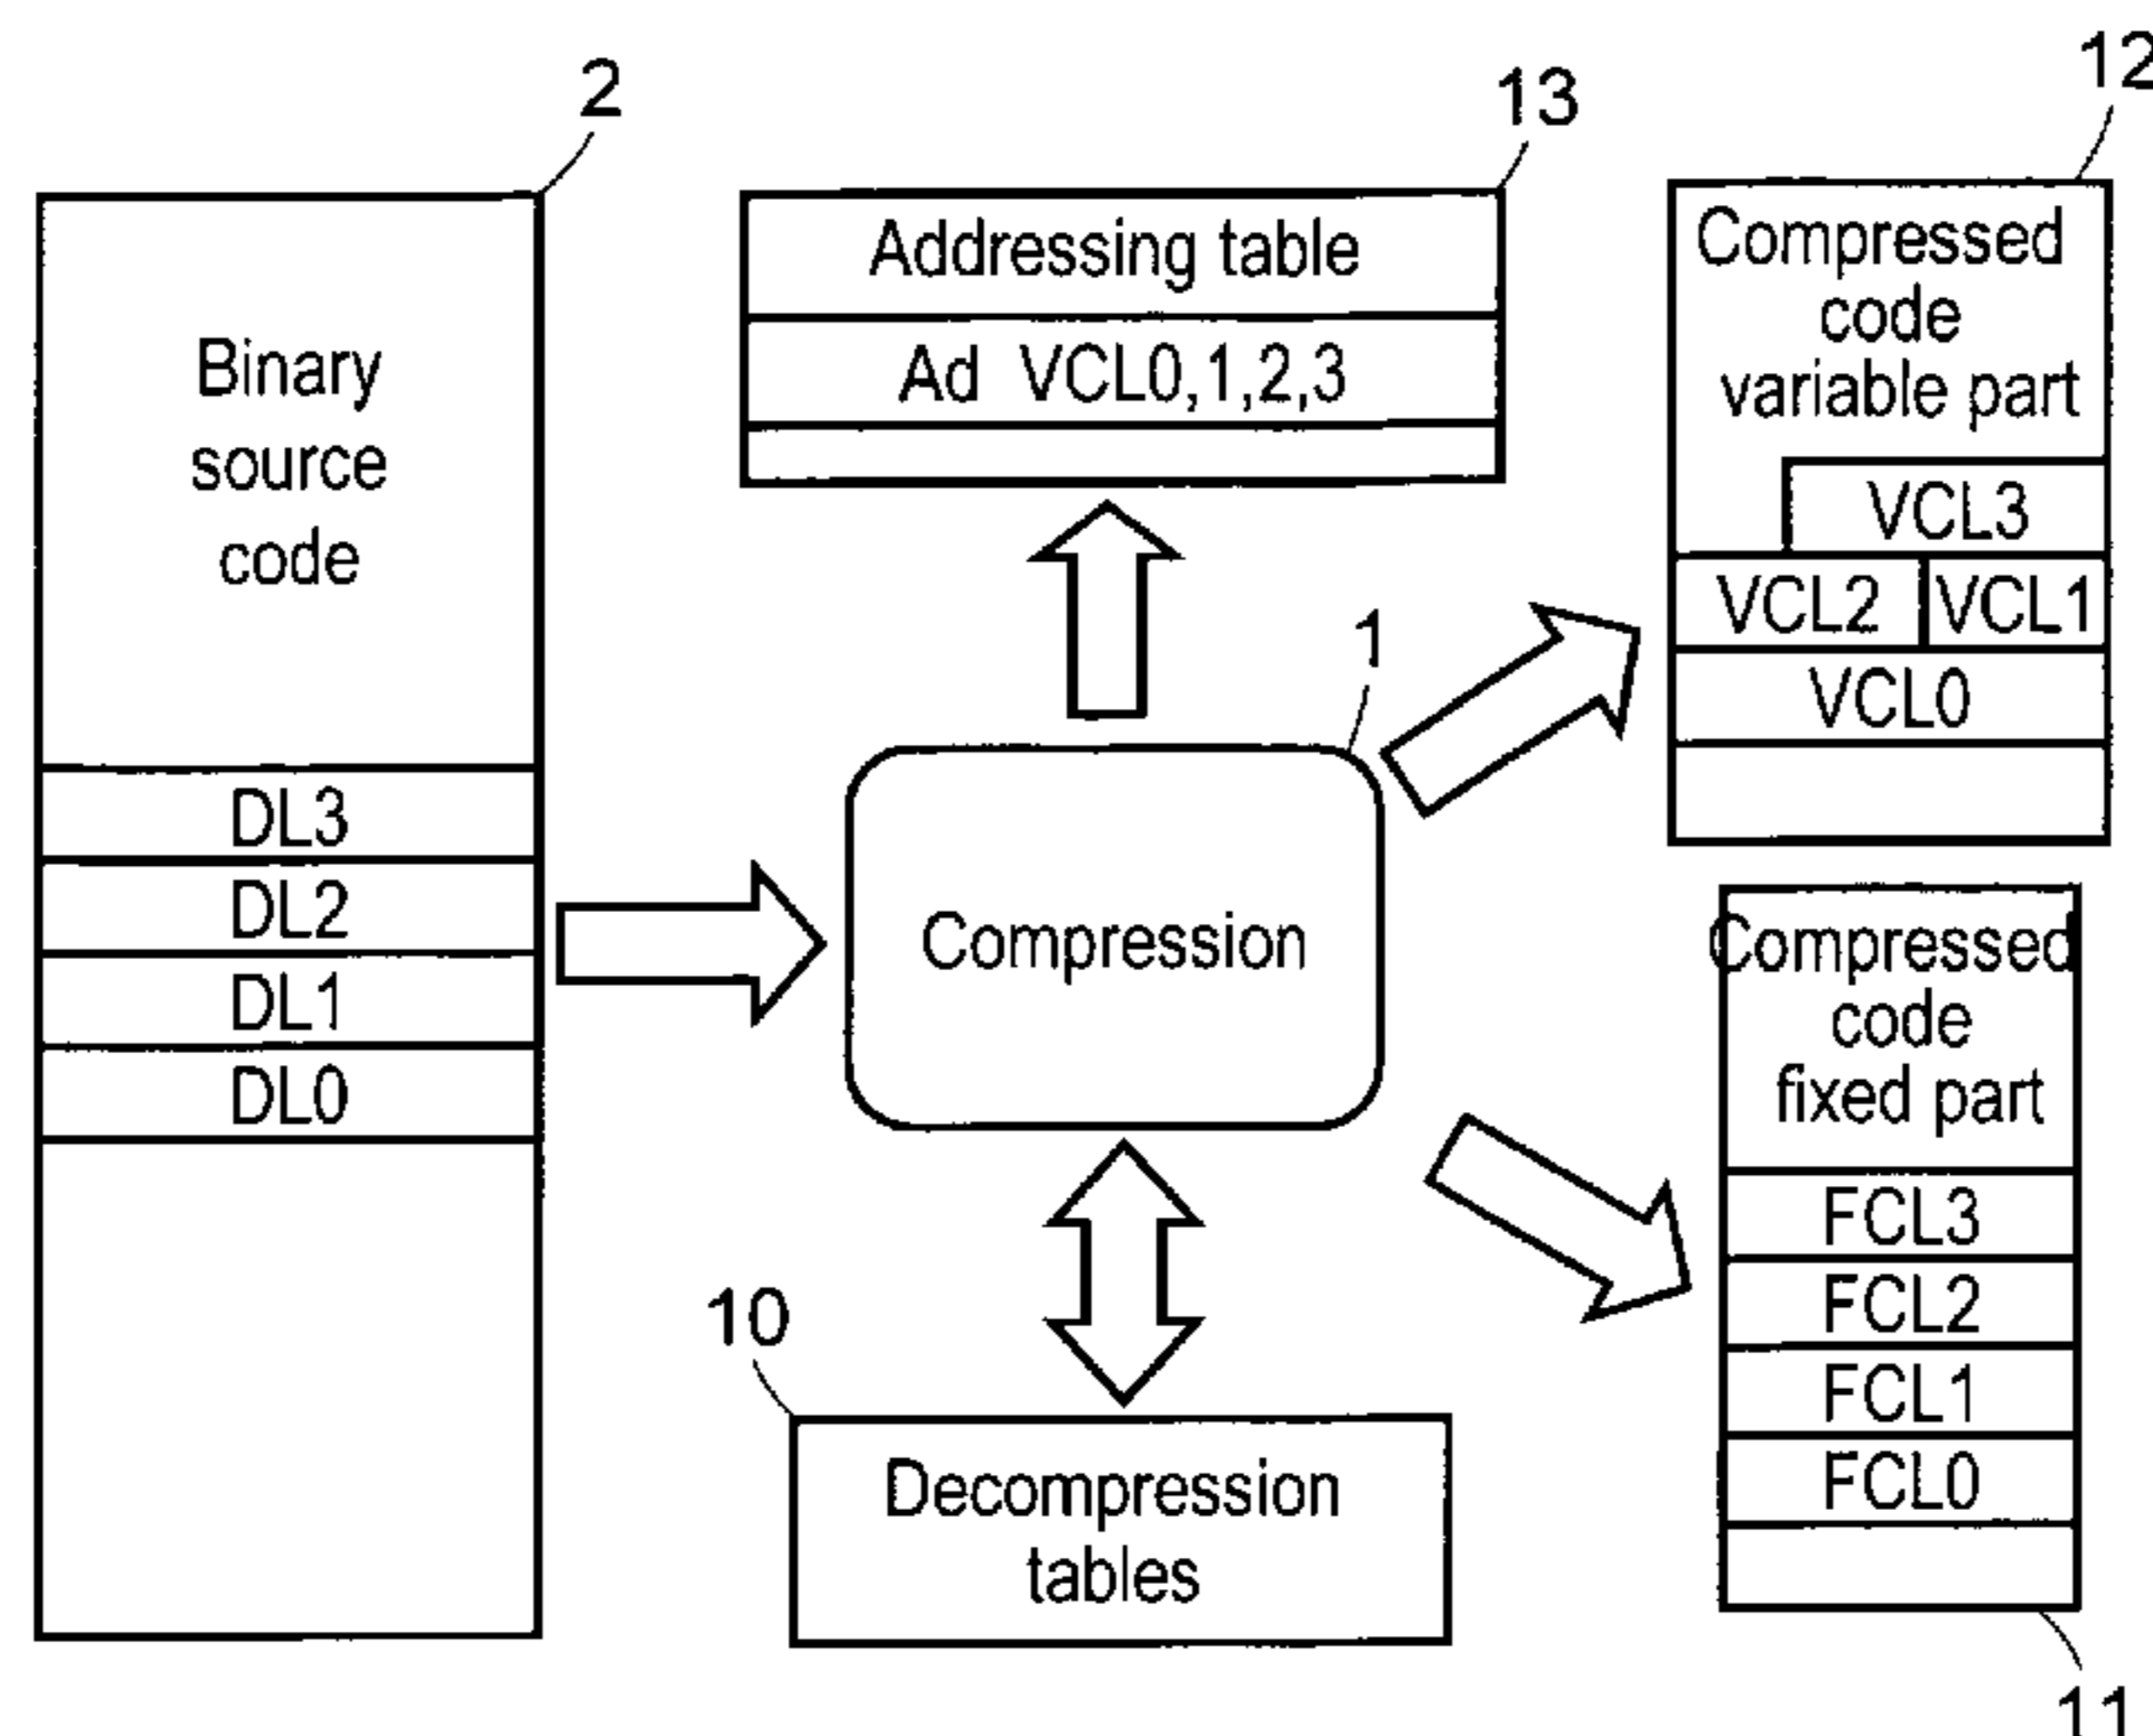 2
Binary
source
code
DL3
DL2
DL1
DL0
13
Addressing table
Ad VCL0,1,2,3
1
Compression
10
Decompression
tables
12
Compressed
code
variable part
VCL3
VCL2 VCL1
VCL0
Compressed
code
fixed part
FCL3
FCL2
FCL1
FCL0
11